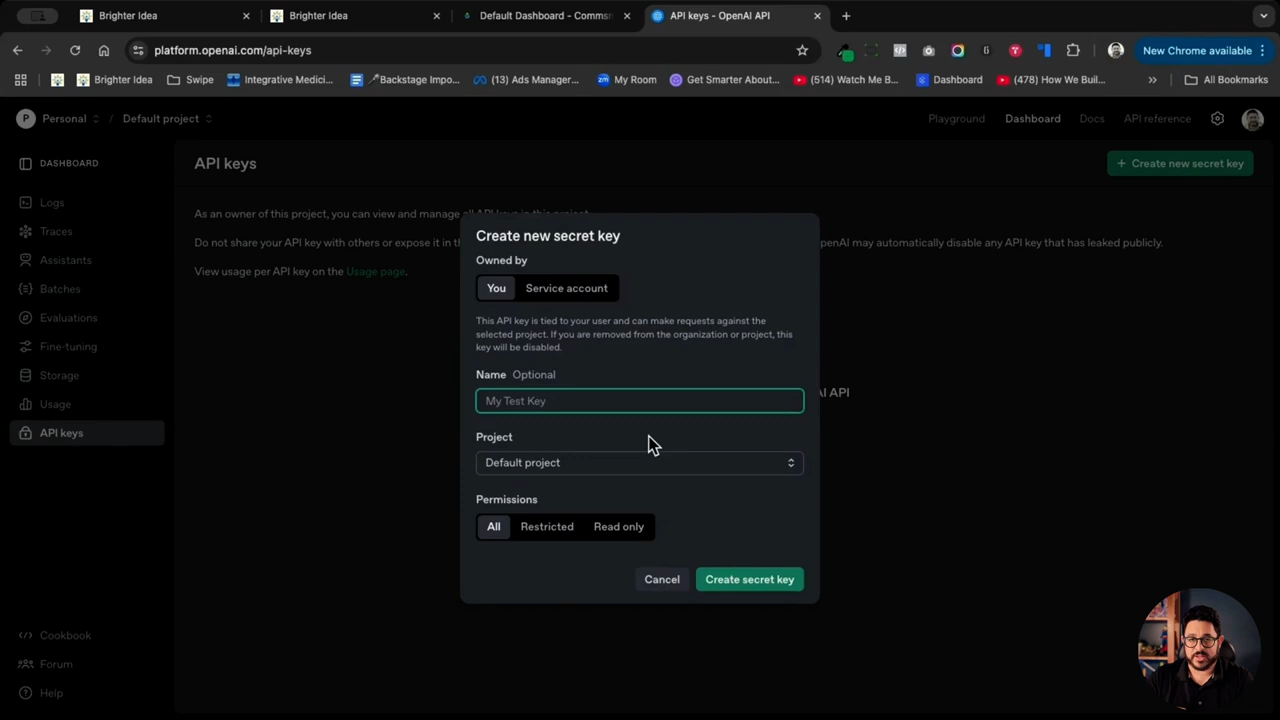 Brighter Idea
Brighter Idea
Default Dashboard - Commsr
API keys - OpenAI API
platform.openai.com/api-keys
New Chrome available
Brighter Idea
Swipe
Integrative Medici...
Backstage Impo...
(13) Ads Manager...
My Room
Get Smarter About...
(514) Watch Me B...
Dashboard
(478) How We Buil...
All Bookmarks
P Personal / Default project
Playground
Dashboard
Docs
API reference
DASHBOARD
Logs
Traces
Assistants
Batches
Evaluations
Fine-tuning
Storage
Usage
API keys
Cookbook
Forum
Help
API keys
+ Create new secret key
As an owner of this project, you can view and manage all API keys in this project.
Do not share your API key with others or expose it in th
penAI may automatically disable any API key that has leaked publicly.
View usage per API key on the Usage page.
AI API
Create new secret key
Owned by
You
Service account
This API key is tied to your user and can make requests against the
selected project. If you are removed from the organization or project, this
key will be disabled.
Name Optional
My Test Key
Project
Default project
Permissions
All
Restricted
Read only
Cancel
Create secret key